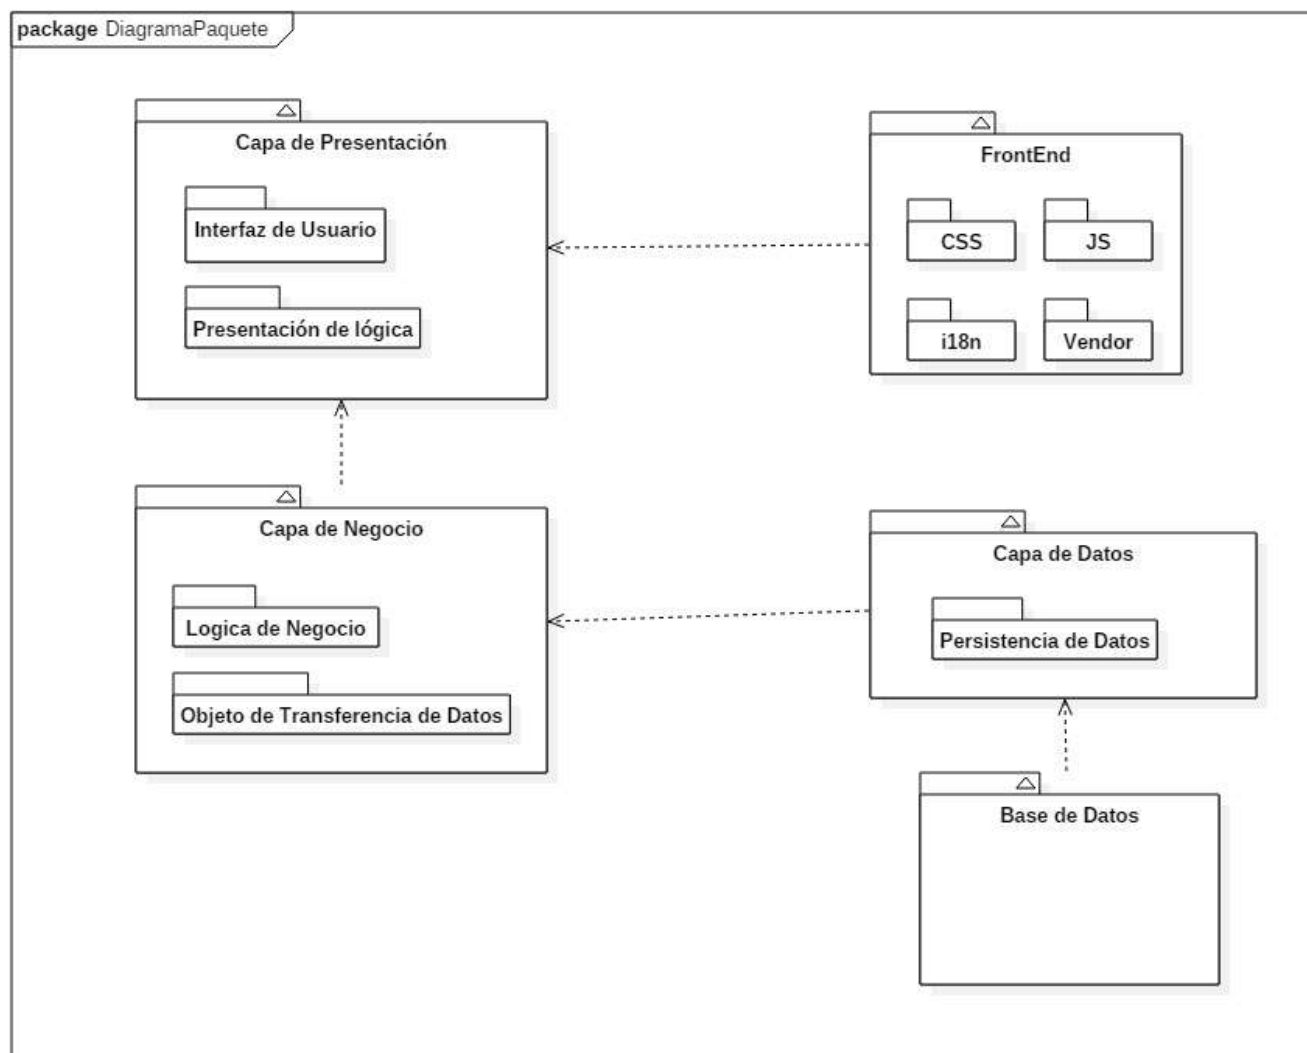 package DiagramaPaquete
Capa de Presentación
Interfaz de Usuario
Presentación de lógica
FrontEnd
CSS
JS
i18n
Vendor
Capa de Negocio
Logica de Negocio
Objeto de Transferencia de Datos
Capa de Datos
Persistencia de Datos
Base de Datos